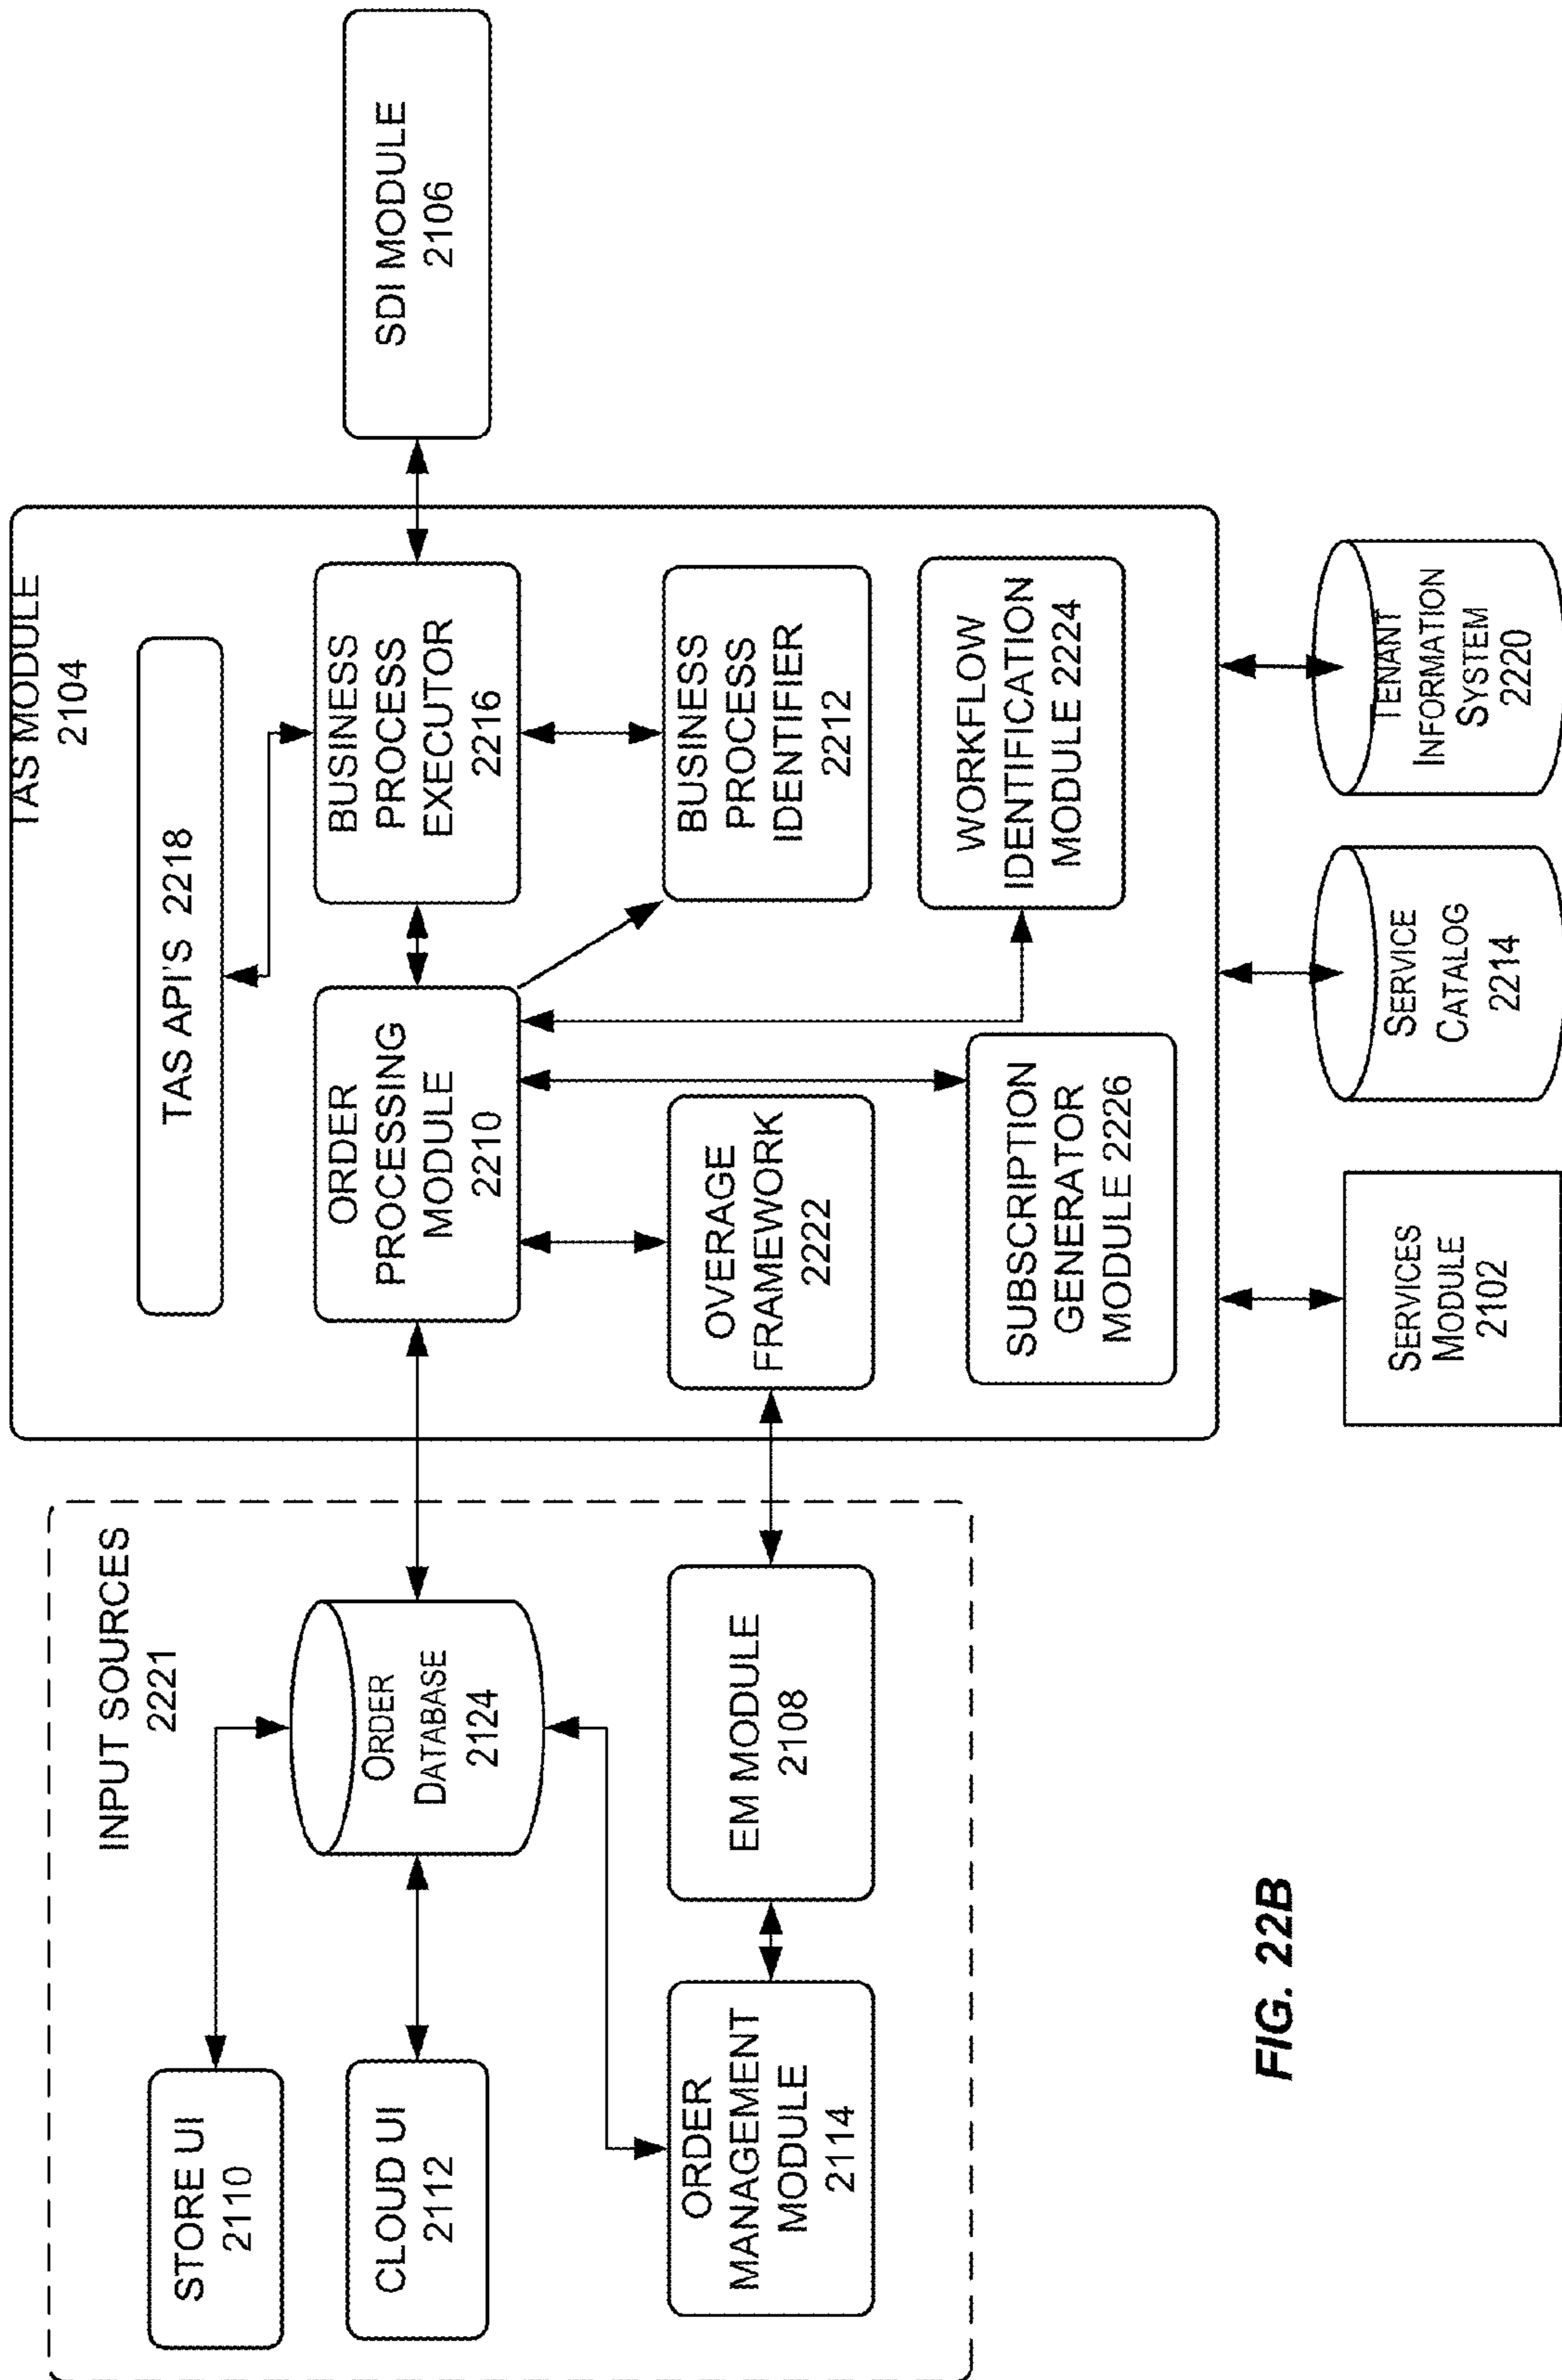 INPUT SOURCES
2221
STORE UI
2110
CLOUD UI
2112
ORDER
MANAGEMENT
MODULE
2114
ORDER
DATABASE
2124
EM MODULE
2108
TAS MODULE
2104
TAS API'S 2218
ORDER
PROCESSING
MODULE
2210
BUSINESS
PROCESS
EXECUTOR
2216
OVERAGE
FRAMEWORK
2222
BUSINESS
PROCESS
IDENTIFIER
2212
SUBSCRIPTION
GENERATOR
MODULE 2226
WORKFLOW
IDENTIFICATION
MODULE 2224
SDI MODULE
2106
SERVICES
MODULE
2102
SERVICE
CATALOG
2214
TENANT
INFORMATION
SYSTEM
2220
FIG. 22B